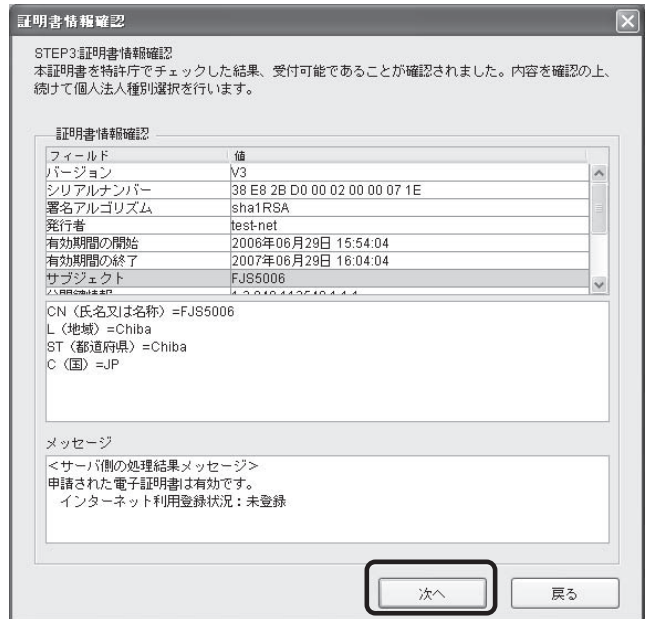 証明書情報確認
STEP3:証明書情報確認
本証明書を特許庁でチェックした結果、受付可能であることが確認されました。内容を確認の上、
続けて個人法人種別選択を行います。
証明書情報確認
フィールド 値
バージョン V3
シリアルナンバー 38 E8 2B D0 00 02 00 00 07 1E
署名アルゴリズム sha1RSA
発行者 test-net
有効期間の開始 2006年06月29日 15:54:04
有効期間の終了 2007年06月29日 16:04:04
サブジェクト FJS5006
CN（氏名又は名称）=FJS5006
L（地域）=Chiba
ST（都道府県）=Chiba
C（国）=JP
メッセージ
<サーバ側の処理結果メッセージ>
申請された電子証明書は有効です。
インターネット利用登録状況：未登録
次へ 戻る